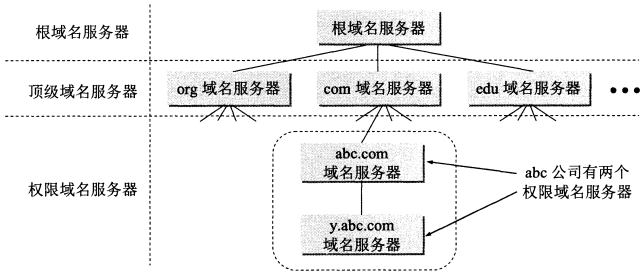 根域名服务器
根域名服务器
顶级域名服务器
org 域名服务器
com 域名服务器
edu 域名服务器
权限域名服务器
abc.com
域名服务器
y.abc.com
域名服务器
abc 公司有两个
权限域名服务器